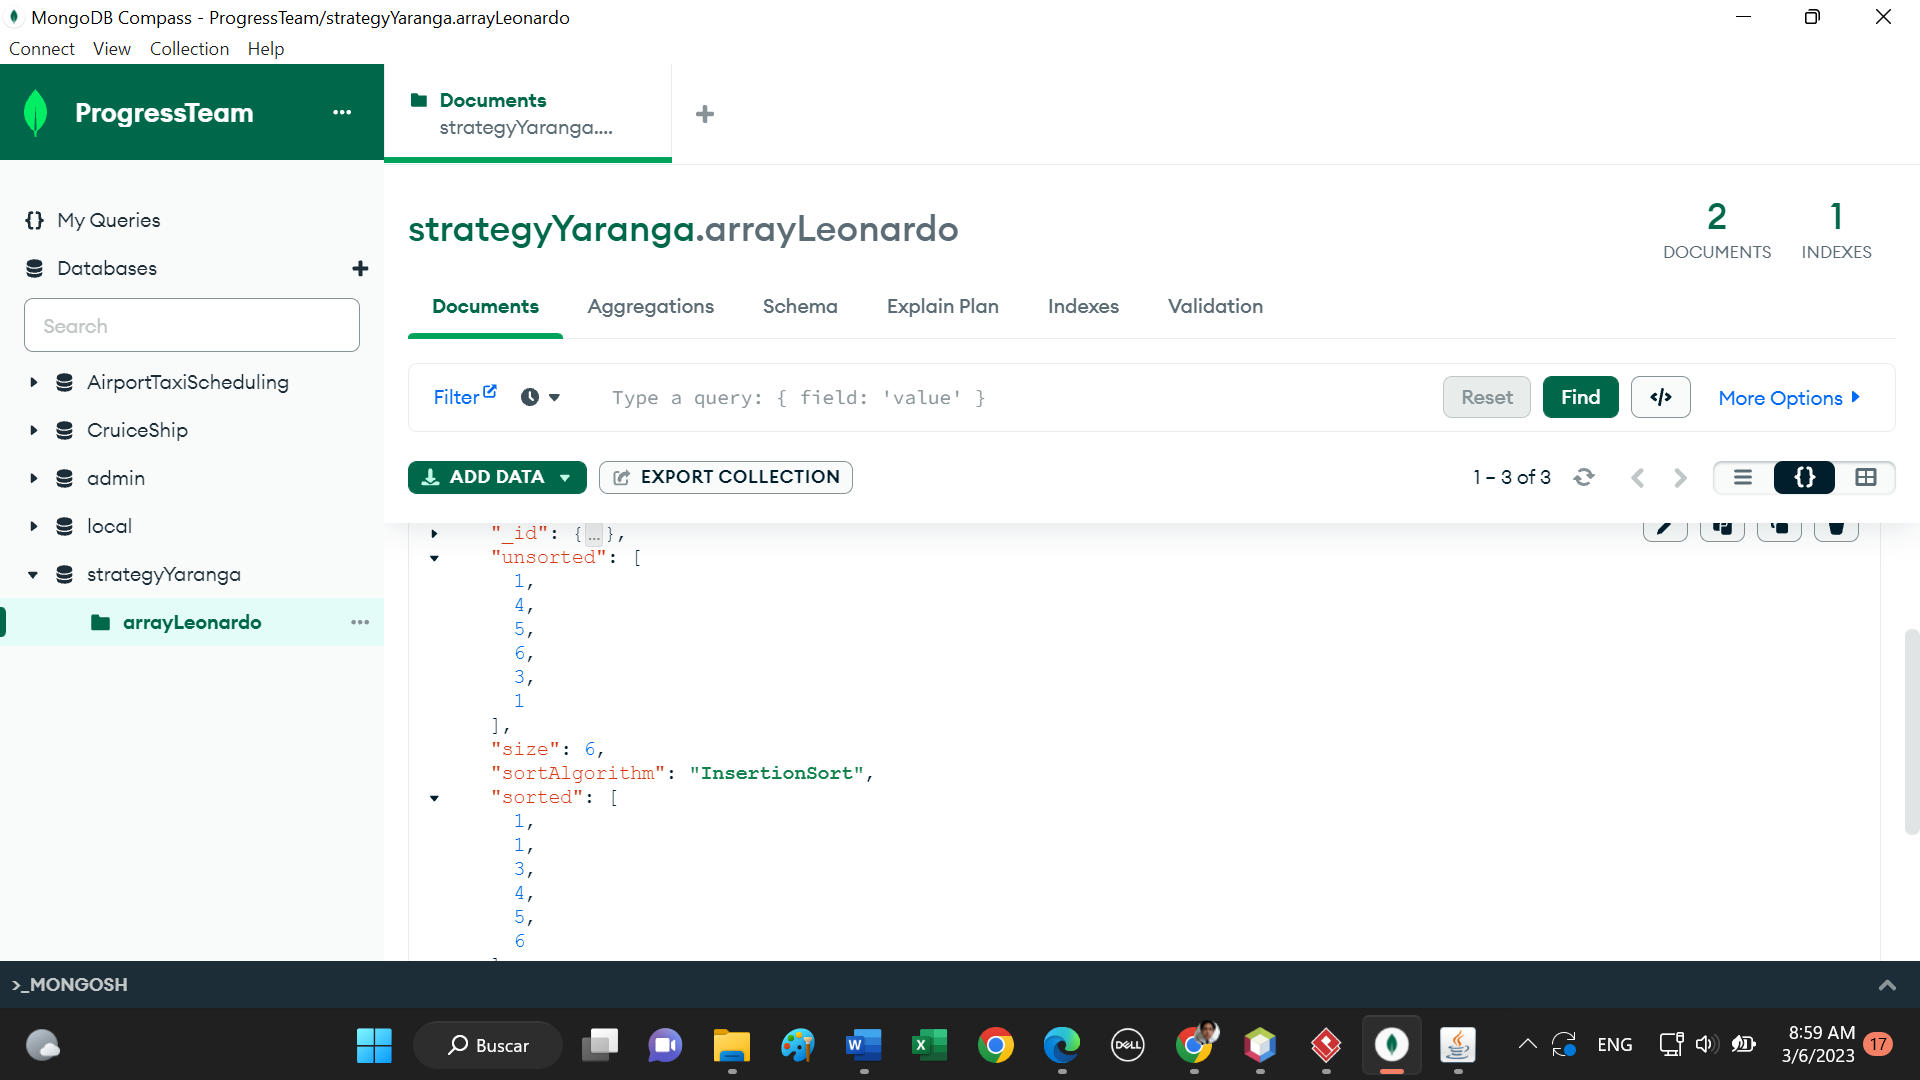 MongoDB Compass - ProgressTeam/strategyYaranga.arrayLeonardo
Connect View Collection Help
ProgressTeam
Documents
strategyYaranga....
{} My Queries
Databases
Search
AirportTaxiScheduling
CruiceShip
admin
local
strategyYaranga
arrayLeonardo
strategyYaranga.arrayLeonardo
2
DOCUMENTS
1
INDEXES
Documents Aggregations Schema Explain Plan Indexes Validation
Filter Type a query: { field: 'value' } Reset Find </> More Options
ADD DATA EXPORT COLLECTION 1 – 3 of 3 {}
"_id": {…},
"unsorted": [
1,
4,
5,
6,
3,
1
],
"size": 6,
"sortAlgorithm": "InsertionSort",
"sorted": [
1,
1,
3,
4,
5,
6
>_MONGOSH
Buscar
W
X
DELL
ENG
8:59 AM
3/6/2023
17